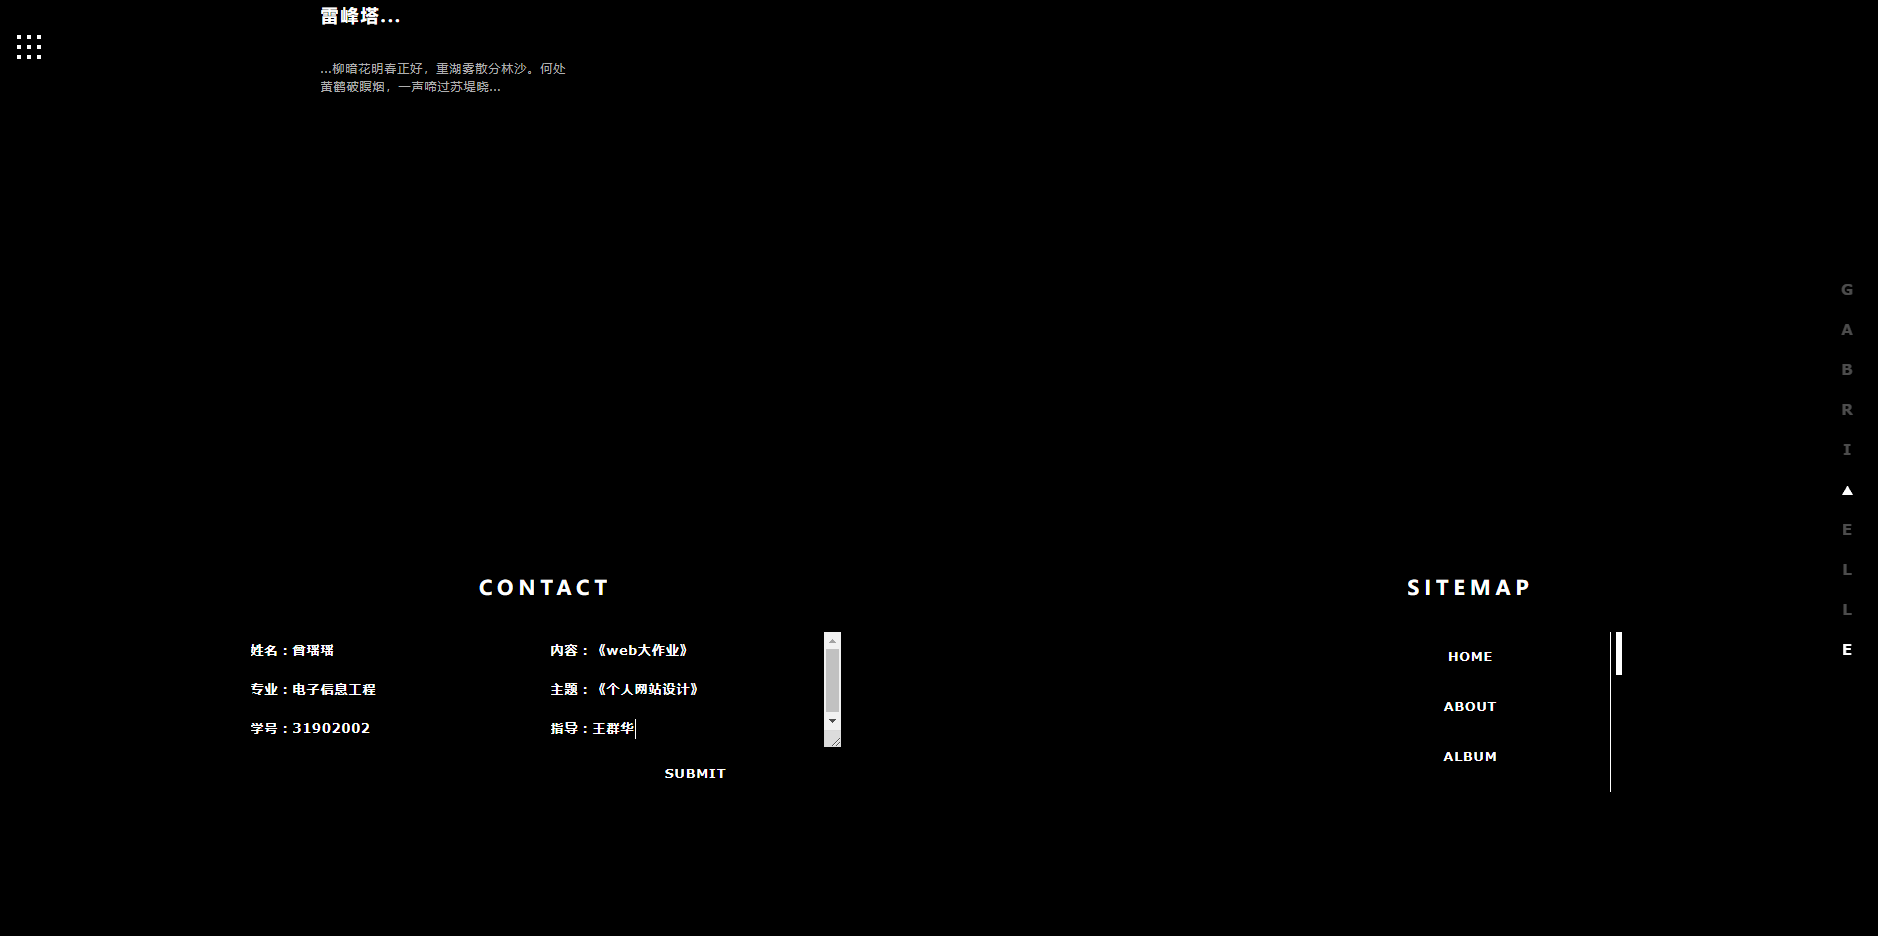 雷峰塔...
...柳暗花明春正好，重湖雾散分林沙。何处
黄鹤破瞑烟，一声啼过苏堤晓...
CONTACT
姓名：曾瑶瑶
专业：电子信息工程
学号：31902002
内容：《web大作业》
主题：《个人网站设计》
指导：王群华
SUBMIT
SITEMAP
HOME
ABOUT
ALBUM
G
A
B
R
I
▲
E
L
L
E